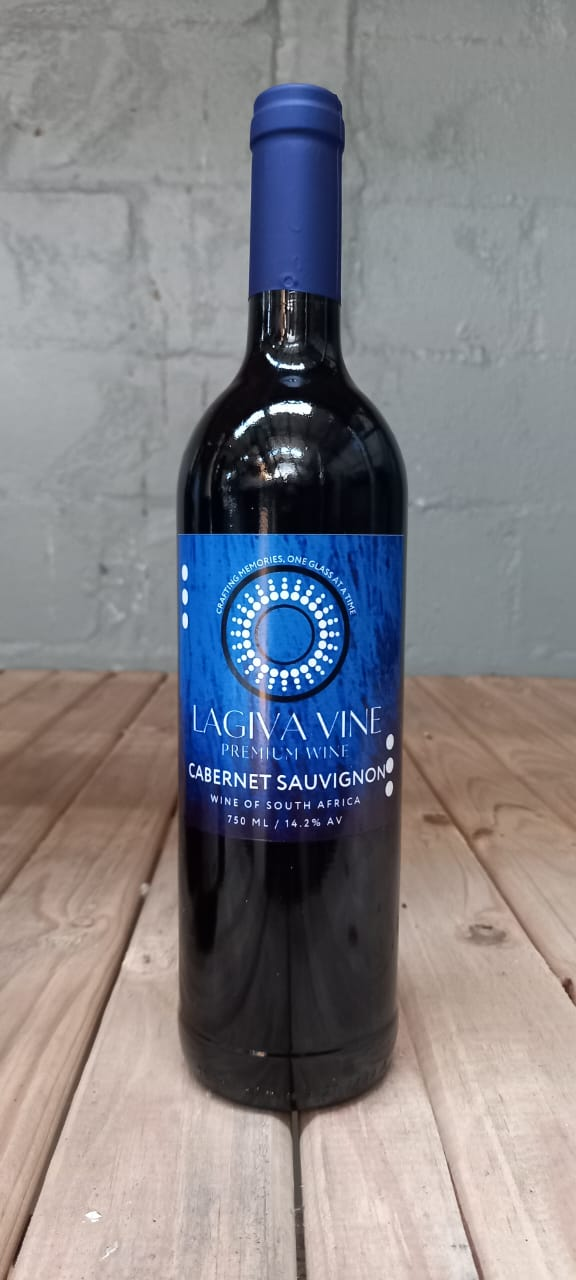 CRAFTING MEMORIES, ONE GLASS AT A TIME
LAGIVA VINE
PREMIUM WINE
CABERNET SAUVIGNON
WINE OF SOUTH AFRICA
750 ML / 14.2% AV